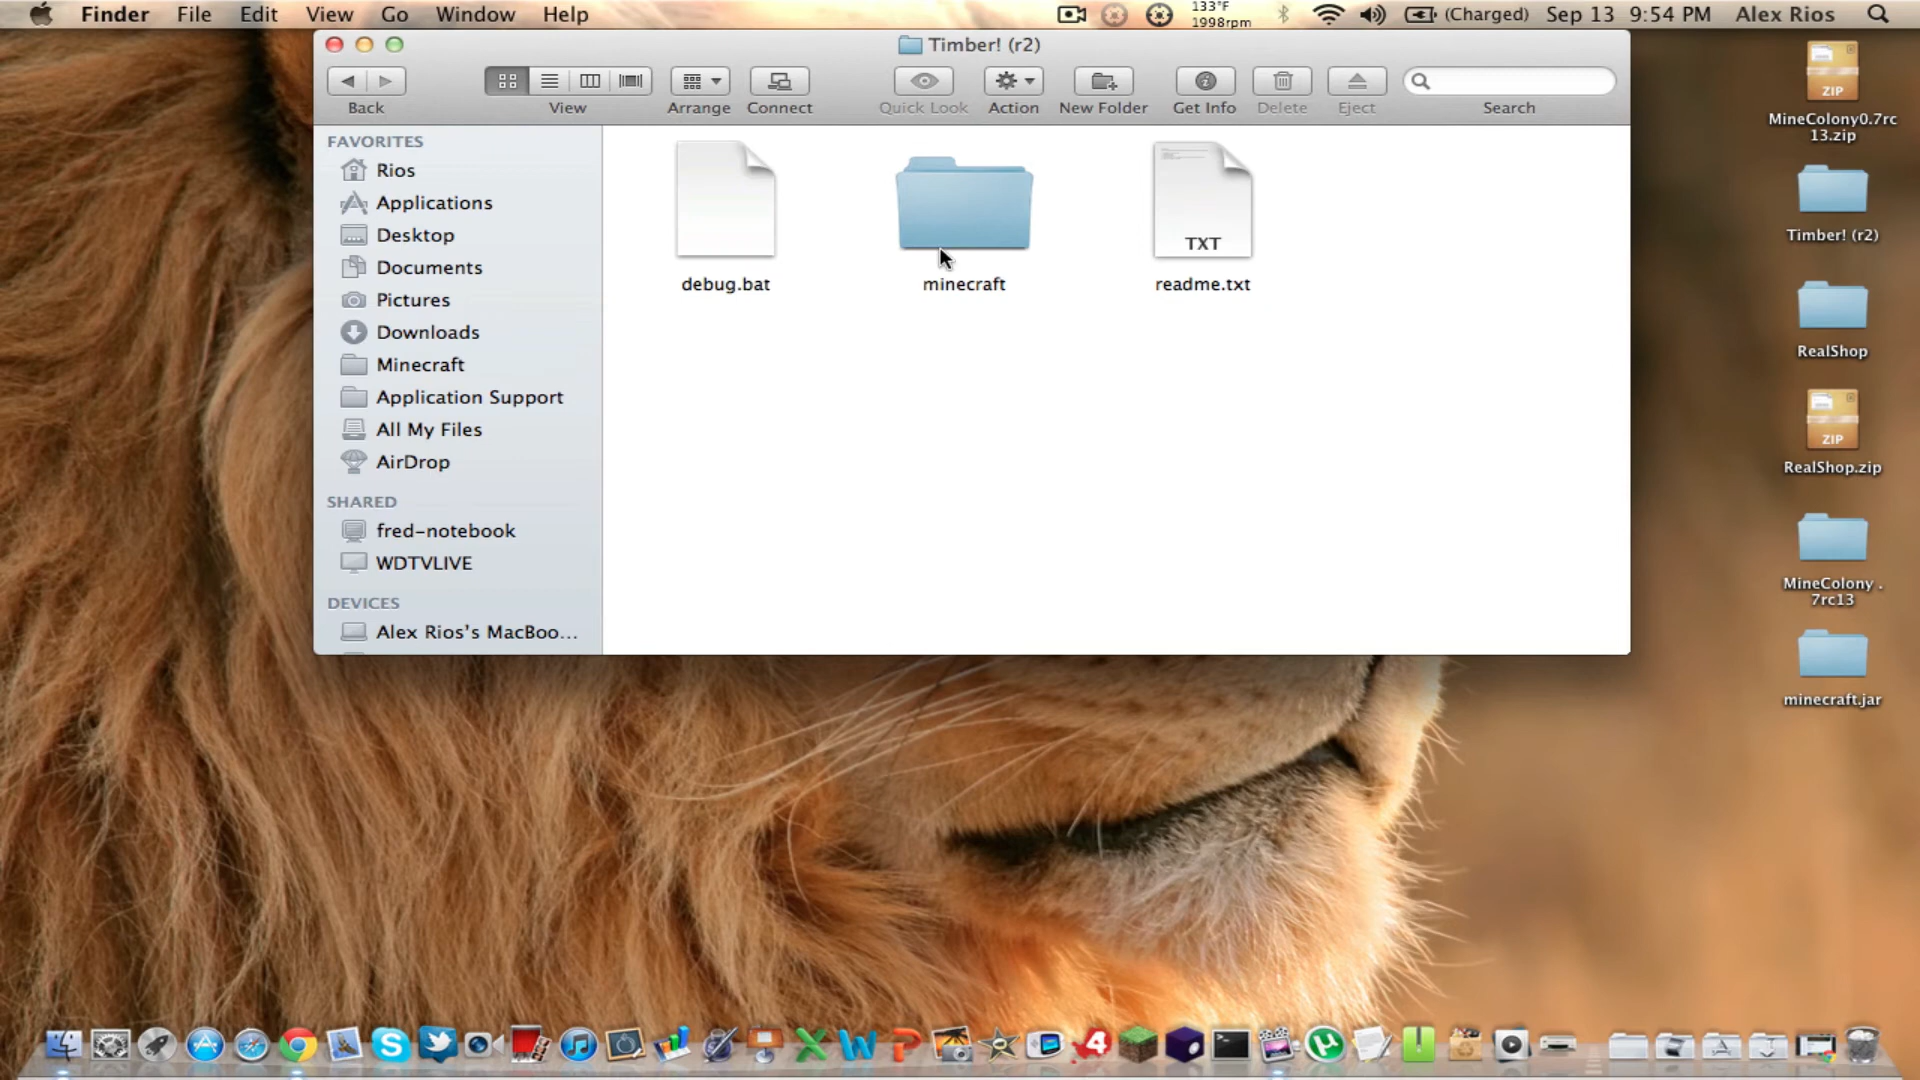 Finder File Edit View Go Window Help 133°F 1998rpm (Charged) Sep 13 9:54 PM Alex Rios
Timber! (r2)
Back View Arrange Connect Quick Look Action New Folder Get Info Delete Eject Search
FAVORITES
Rios
Applications
Desktop
Documents
Pictures
Downloads
Minecraft
Application Support
All My Files
AirDrop
SHARED
fred-notebook
WDTVLIVE
DEVICES
Alex Rios's MacBoo...
debug.bat
minecraft
TXT
readme.txt
ZIP
MineColony0.7rc
13.zip
Timber! (r2)
RealShop
ZIP
RealShop.zip
MineColony .
7rc13
minecraft.jar